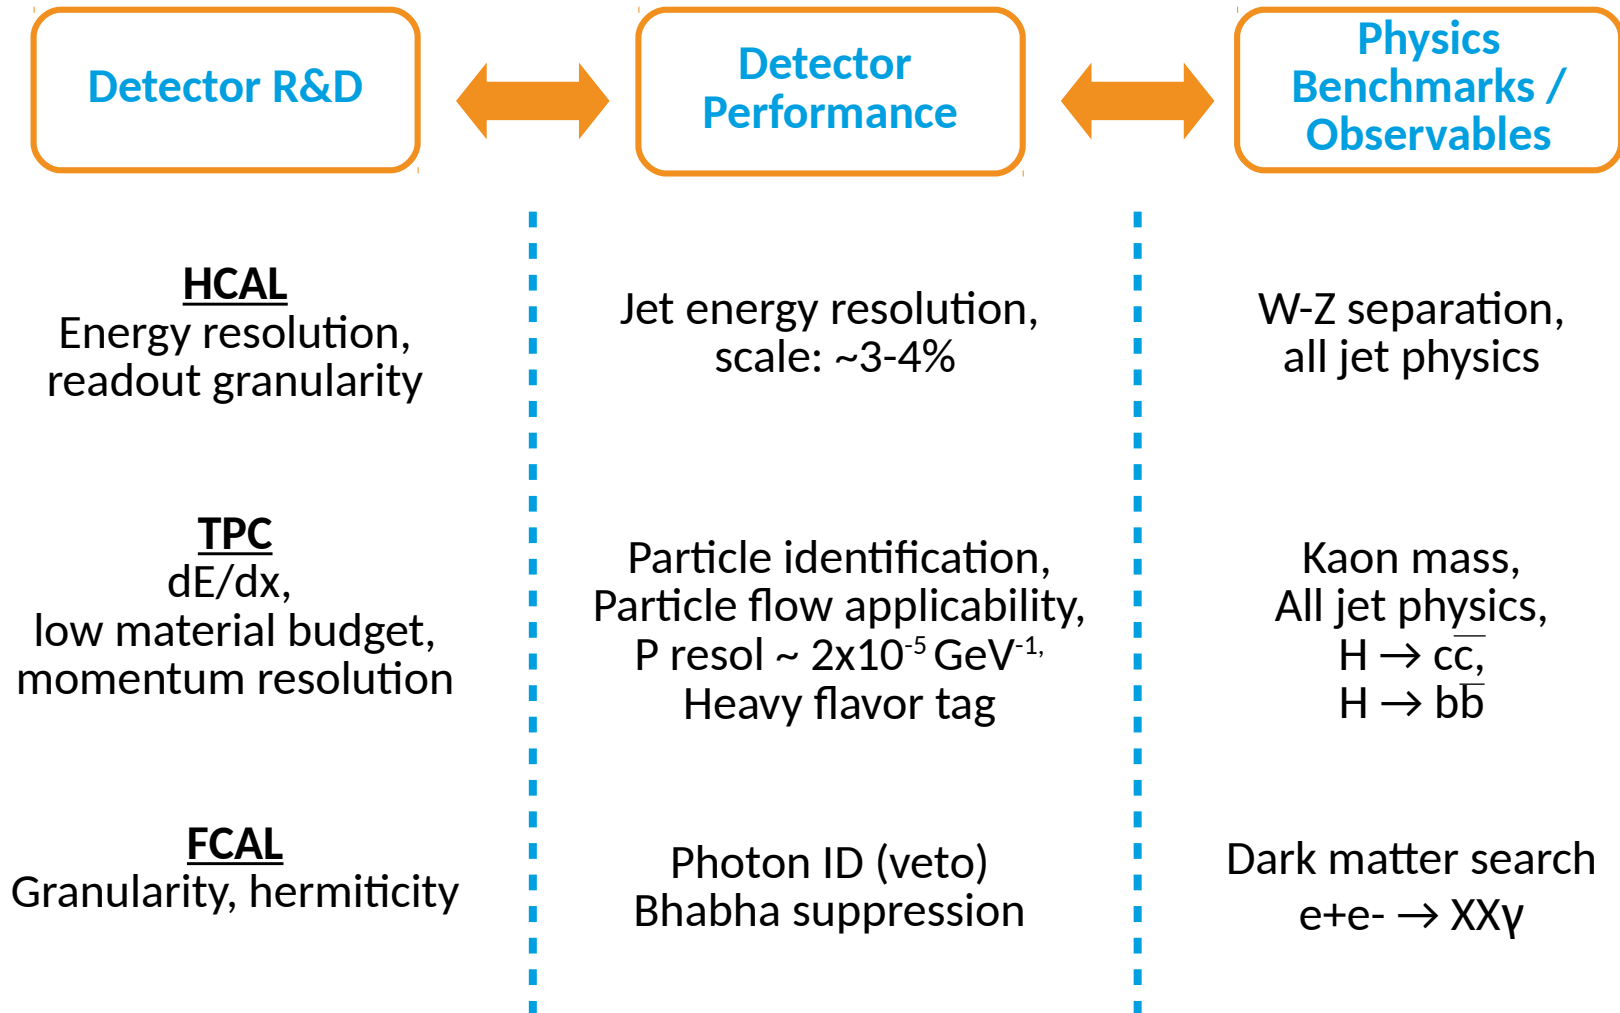 Detector R&D
Detector
Performance
Physics
Benchmarks /
Observables
HCAL
Energy resolution,
readout granularity
Jet energy resolution,
scale: ~3-4%
W-Z separation,
all jet physics
TPC
dE/dx,
low material budget,
momentum resolution
Particle identification,
Particle flow applicability,
P resol ~ 2x10⁻⁵ GeV⁻¹,
Heavy flavor tag
Kaon mass,
All jet physics,
H → cc̅,
H → bb̅
FCAL
Granularity, hermiticity
Photon ID (veto)
Bhabha suppression
Dark matter search
e+e- → XXγ